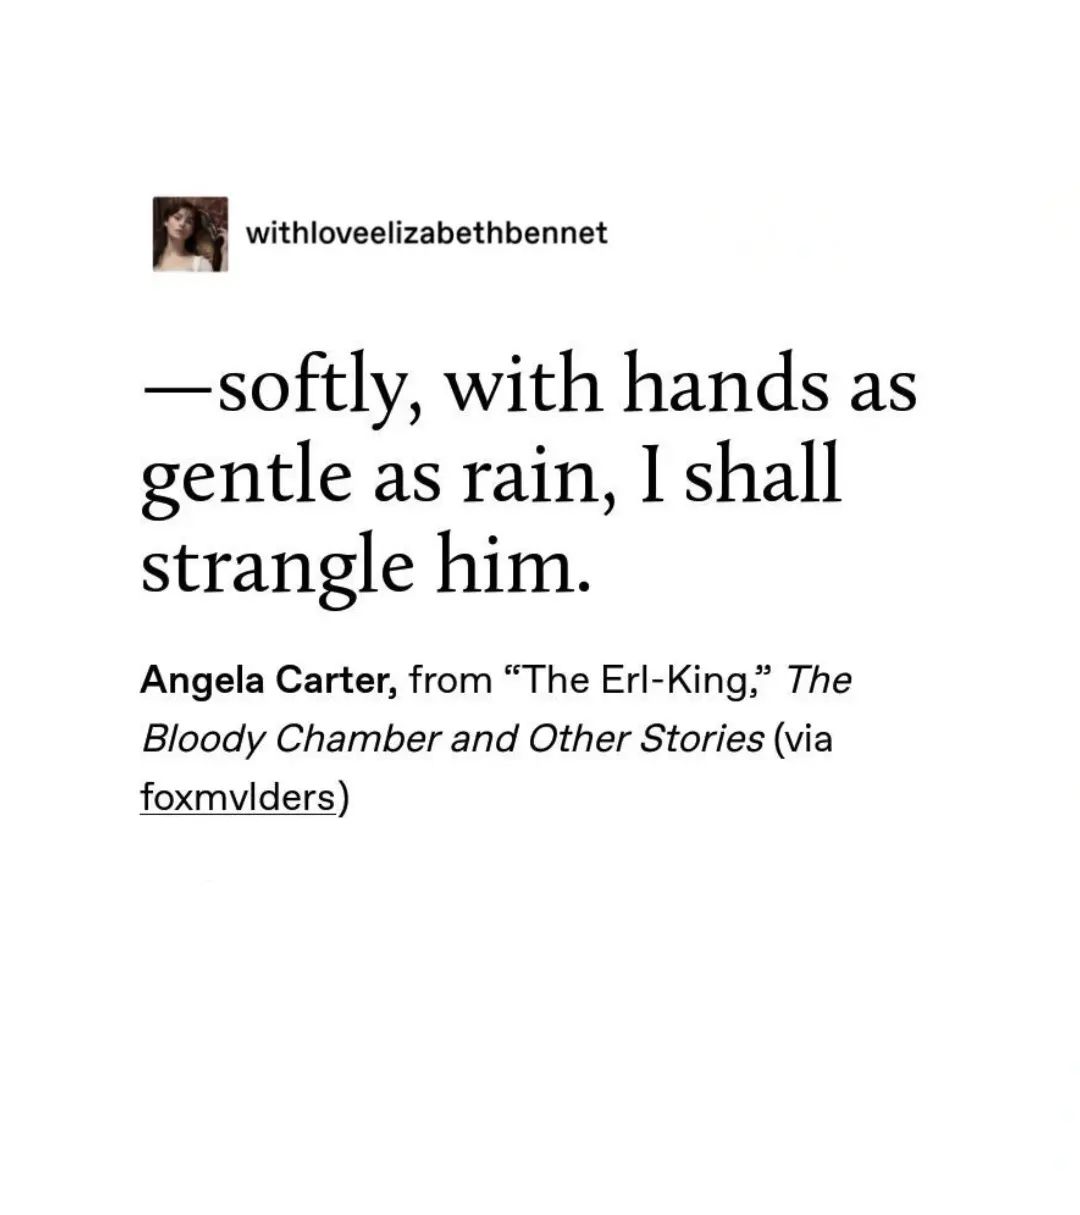 withloveelizabethbennet
—softly, with hands as
gentle as rain, I shall
strangle him.
Angela Carter, from “The Erl-King,” The
Bloody Chamber and Other Stories (via
foxmvlders)